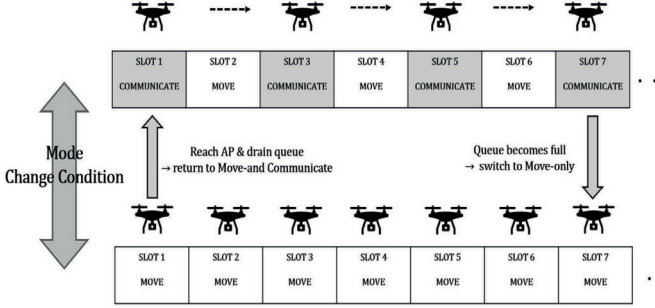 SLOT 1 SLOT 2 SLOT 3 SLOT 4 SLOT 5 SLOT 6 SLOT 7
COMMUNICATE MOVE COMMUNICATE MOVE COMMUNICATE MOVE COMMUNICATE
Mode
Change Condition
Reach AP & drain queue
→ return to Move-and Communicate
Queue becomes full
→ switch to Move-only
SLOT 1 SLOT 2 SLOT 3 SLOT 4 SLOT 5 SLOT 6 SLOT 7
MOVE MOVE MOVE MOVE MOVE MOVE MOVE